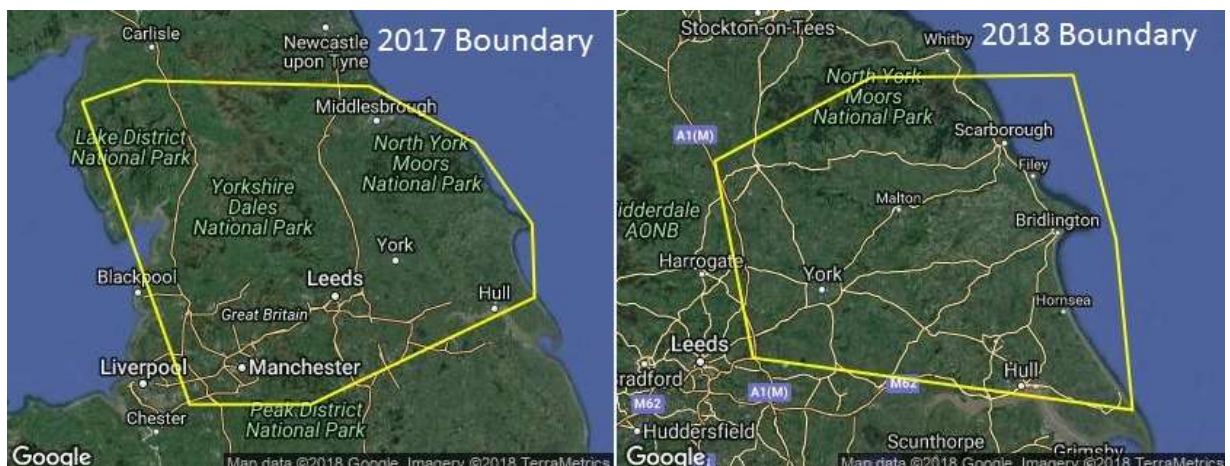 Carlisle
Newcastle
upon Tyne
2017 Boundary
Middlesbrough
Lake District
National Park
North York
Moors
National Park
Yorkshire
Dales
National Park
York
Blackpool
Leeds
Hull
Great Britain
Liverpool
Manchester
Chester
Peak District
National Park
Google
Map data ©2018 Google, Imagery ©2018 TerraMetrics
Stockton-on-Tees
Whitby
2018 Boundary
North York
Moors
National Park
A1(M)
Scarborough
Filey
Malton
AONB
Bridlington
Harrogate
York
Hornsea
Leeds
Hull
M62
A1(M)
M62
Huddersfield
Scunthorpe
Grimsby
Google
Map data ©2018 Google, Imagery ©2018 TerraMetrics